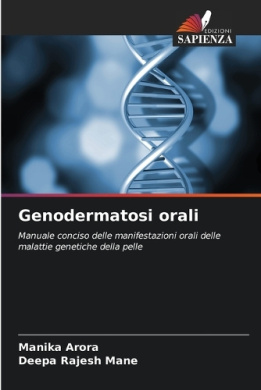 EDIZIONI
SAPIENZA
Genodermatosi orali
Manuale conciso delle manifestazioni orali delle
malattie genetiche della pelle
Manika Arora
Deepa Rajesh Mane